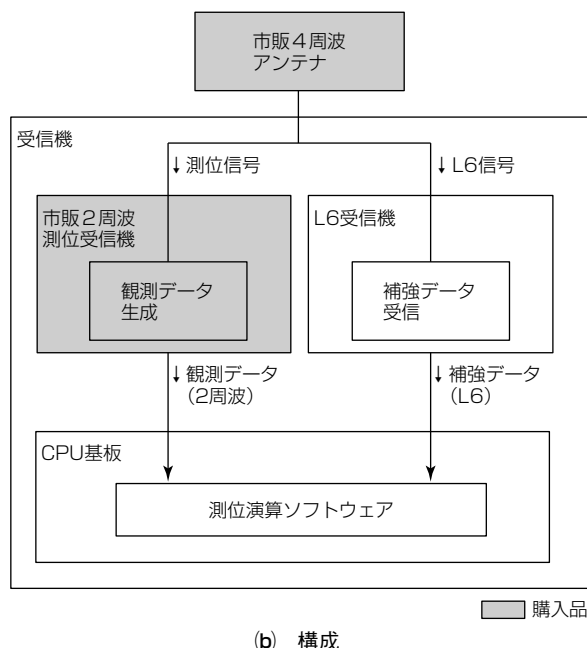 市販4周波
アンテナ
受信機
↓ 測位信号
↓ L6信号
市販2周波
測位受信機
L6受信機
観測データ
生成
補強データ
受信
↓ 観測データ
(2周波)
↓ 補強データ
(L6)
CPU基板
測位演算ソフトウェア
購入品
(b) 構成